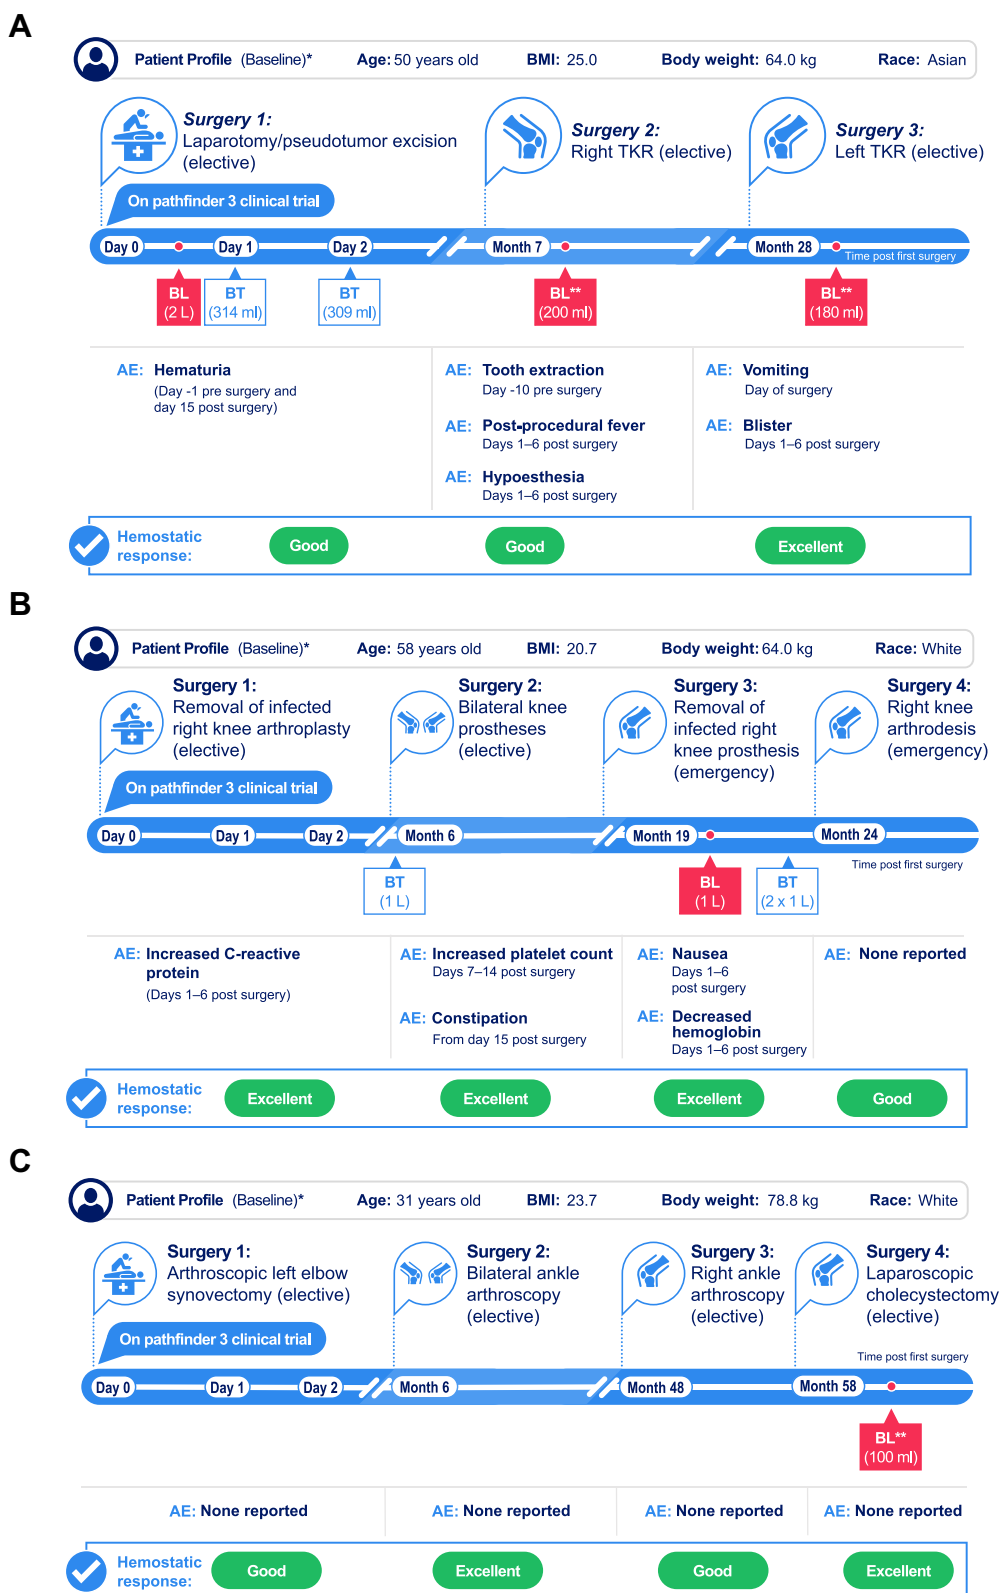 A
Patient Profile (Baseline)* Age: 50 years old BMI: 25.0 Body weight: 64.0 kg Race: Asian
Surgery 1:
Laparotomy/pseudotumor excision
(elective)
Surgery 2:
Right TKR (elective)
Surgery 3:
Left TKR (elective)
On pathfinder 3 clinical trial
Day 0 Day 1 Day 2 Month 7 Month 28
Time post first surgery
BL
(2 L)
BT
(314 ml)
BT
(309 ml)
BL**
(200 ml)
BL**
(180 ml)
AE: Hematuria
(Day -1 pre surgery and
day 15 post surgery)
AE: Tooth extraction
Day -10 pre surgery
AE: Post-procedural fever
Days 1–6 post surgery
AE: Hypoesthesia
Days 1–6 post surgery
AE: Vomiting
Day of surgery
AE: Blister
Days 1–6 post surgery
Hemostatic
response:
Good Good Excellent
B
Patient Profile (Baseline)* Age: 58 years old BMI: 20.7 Body weight: 64.0 kg Race: White
Surgery 1:
Removal of infected
right knee arthroplasty
(elective)
Surgery 2:
Bilateral knee
prostheses
(elective)
Surgery 3:
Removal of
infected right
knee prosthesis
(emergency)
Surgery 4:
Right knee
arthrodesis
(emergency)
On pathfinder 3 clinical trial
Day 0 Day 1 Day 2 Month 6 Month 19 Month 24
Time post first surgery
BT
(1 L)
BL
(1 L)
BT
(2 x 1 L)
AE: Increased C-reactive
protein
(Days 1–6 post surgery)
AE: Increased platelet count
Days 7–14 post surgery
AE: Constipation
From day 15 post surgery
AE: Nausea
Days 1–6
post surgery
AE: Decreased
hemoglobin
Days 1–6 post surgery
AE: None reported
Hemostatic
response:
Excellent Excellent Excellent Good
C
Patient Profile (Baseline)* Age: 31 years old BMI: 23.7 Body weight: 78.8 kg Race: White
Surgery 1:
Arthroscopic left elbow
synovectomy (elective)
Surgery 2:
Bilateral ankle
arthroscopy
(elective)
Surgery 3:
Right ankle
arthroscopy
(elective)
Surgery 4:
Laparoscopic
cholecystectomy
(elective)
On pathfinder 3 clinical trial
Time post first surgery
Day 0 Day 1 Day 2 Month 6 Month 48 Month 58
BL**
(100 ml)
AE: None reported AE: None reported AE: None reported AE: None reported
Hemostatic
response:
Good Excellent Good Excellent